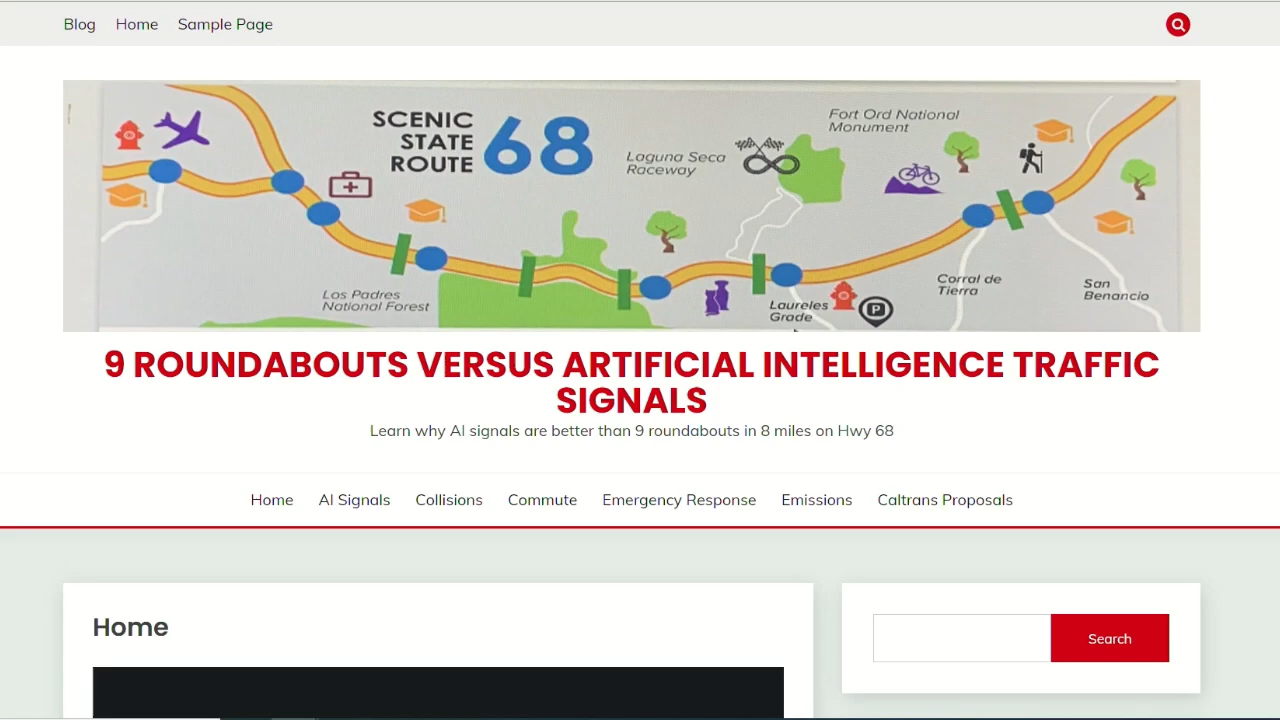 Blog Home Sample Page
SCENIC
STATE
ROUTE
68
Laguna Seca
Raceway
Fort Ord National
Monument
Los Padres
National Forest
Laureles
Grade
P
Corral de
Tierra
San
Benancio
9 ROUNDABOUTS VERSUS ARTIFICIAL INTELLIGENCE TRAFFIC
SIGNALS
Learn why AI signals are better than 9 roundabouts in 8 miles on Hwy 68
Home AI Signals Collisions Commute Emergency Response Emissions Caltrans Proposals
Home
Search